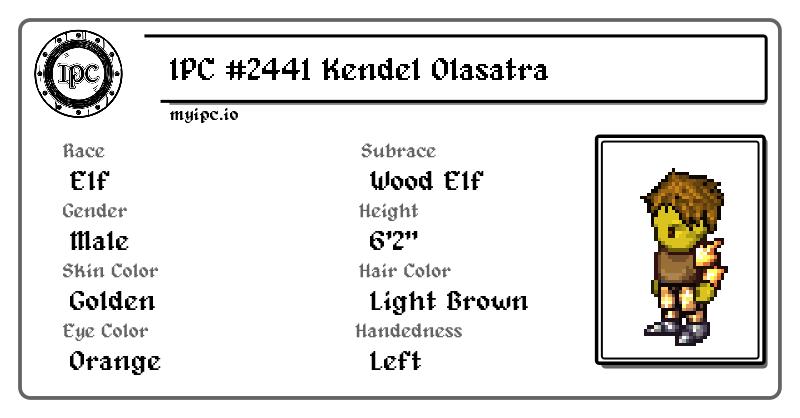 IPC
IPC #2441 Kendel Olasatra
myipc.io
Race
Elf
Subrace
Wood Elf
Gender
Male
Height
6'2"
Skin Color
Golden
Hair Color
Light Brown
Eye Color
Orange
Handedness
Left